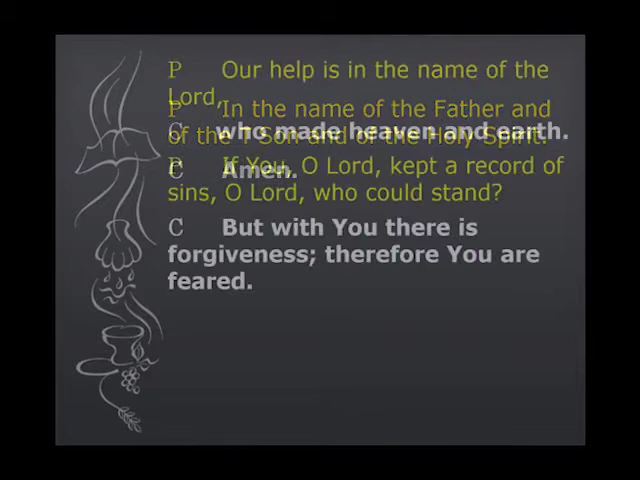 P Our help is in the name of the
Lord,
P In the name of the Father and
C who made heaven and earth.
of the T Son and of the Holy Spirit.
C Amen.
P If You, O Lord, kept a record of
sins, O Lord, who could stand?
C But with You there is
forgiveness; therefore You are
feared.